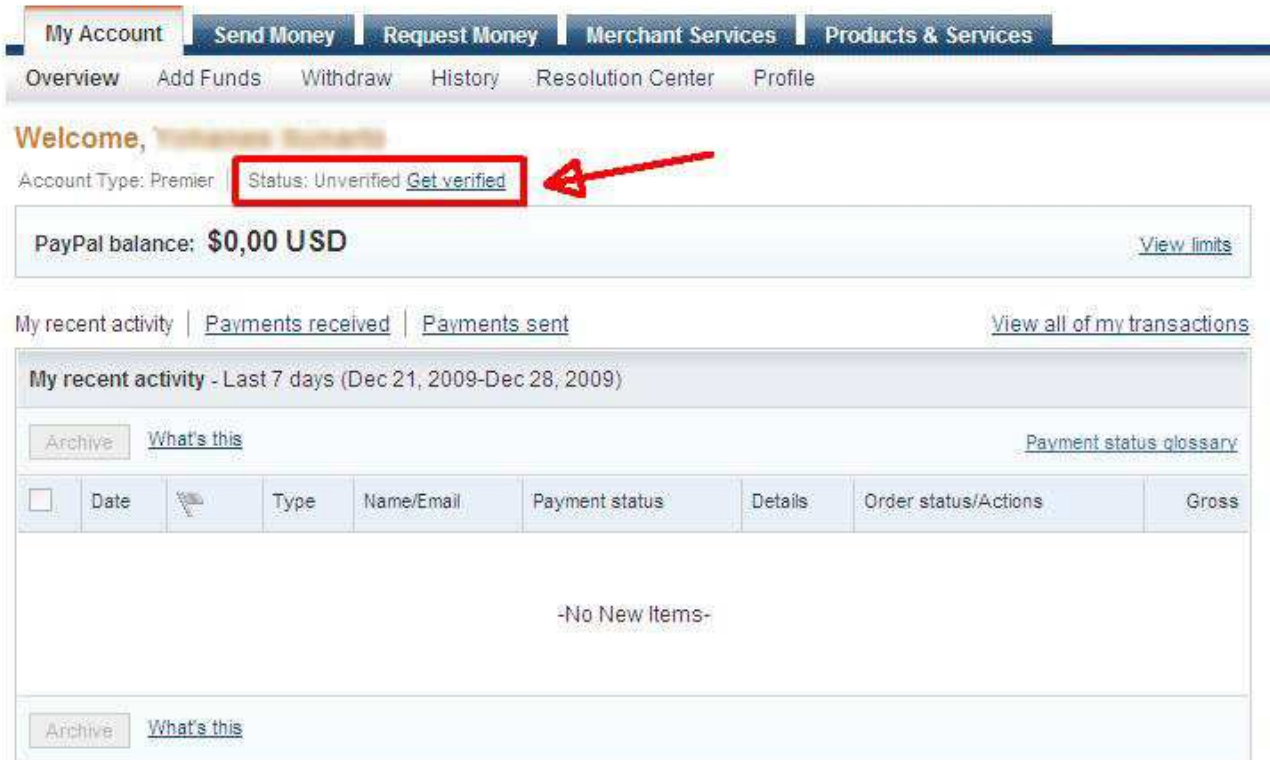 My Account Send Money Request Money Merchant Services Products & Services
Overview Add Funds Withdraw History Resolution Center Profile
Welcome,
Account Type: Premier | Status: Unverified Get verified
PayPal balance: $0,00 USD View limits
My recent activity | Payments received | Payments sent View all of my transactions
My recent activity - Last 7 days (Dec 21, 2009-Dec 28, 2009)
Archive What's this Payment status glossary
Date Type Name/Email Payment status Details Order status/Actions Gross
-No New Items-
Archive What's this